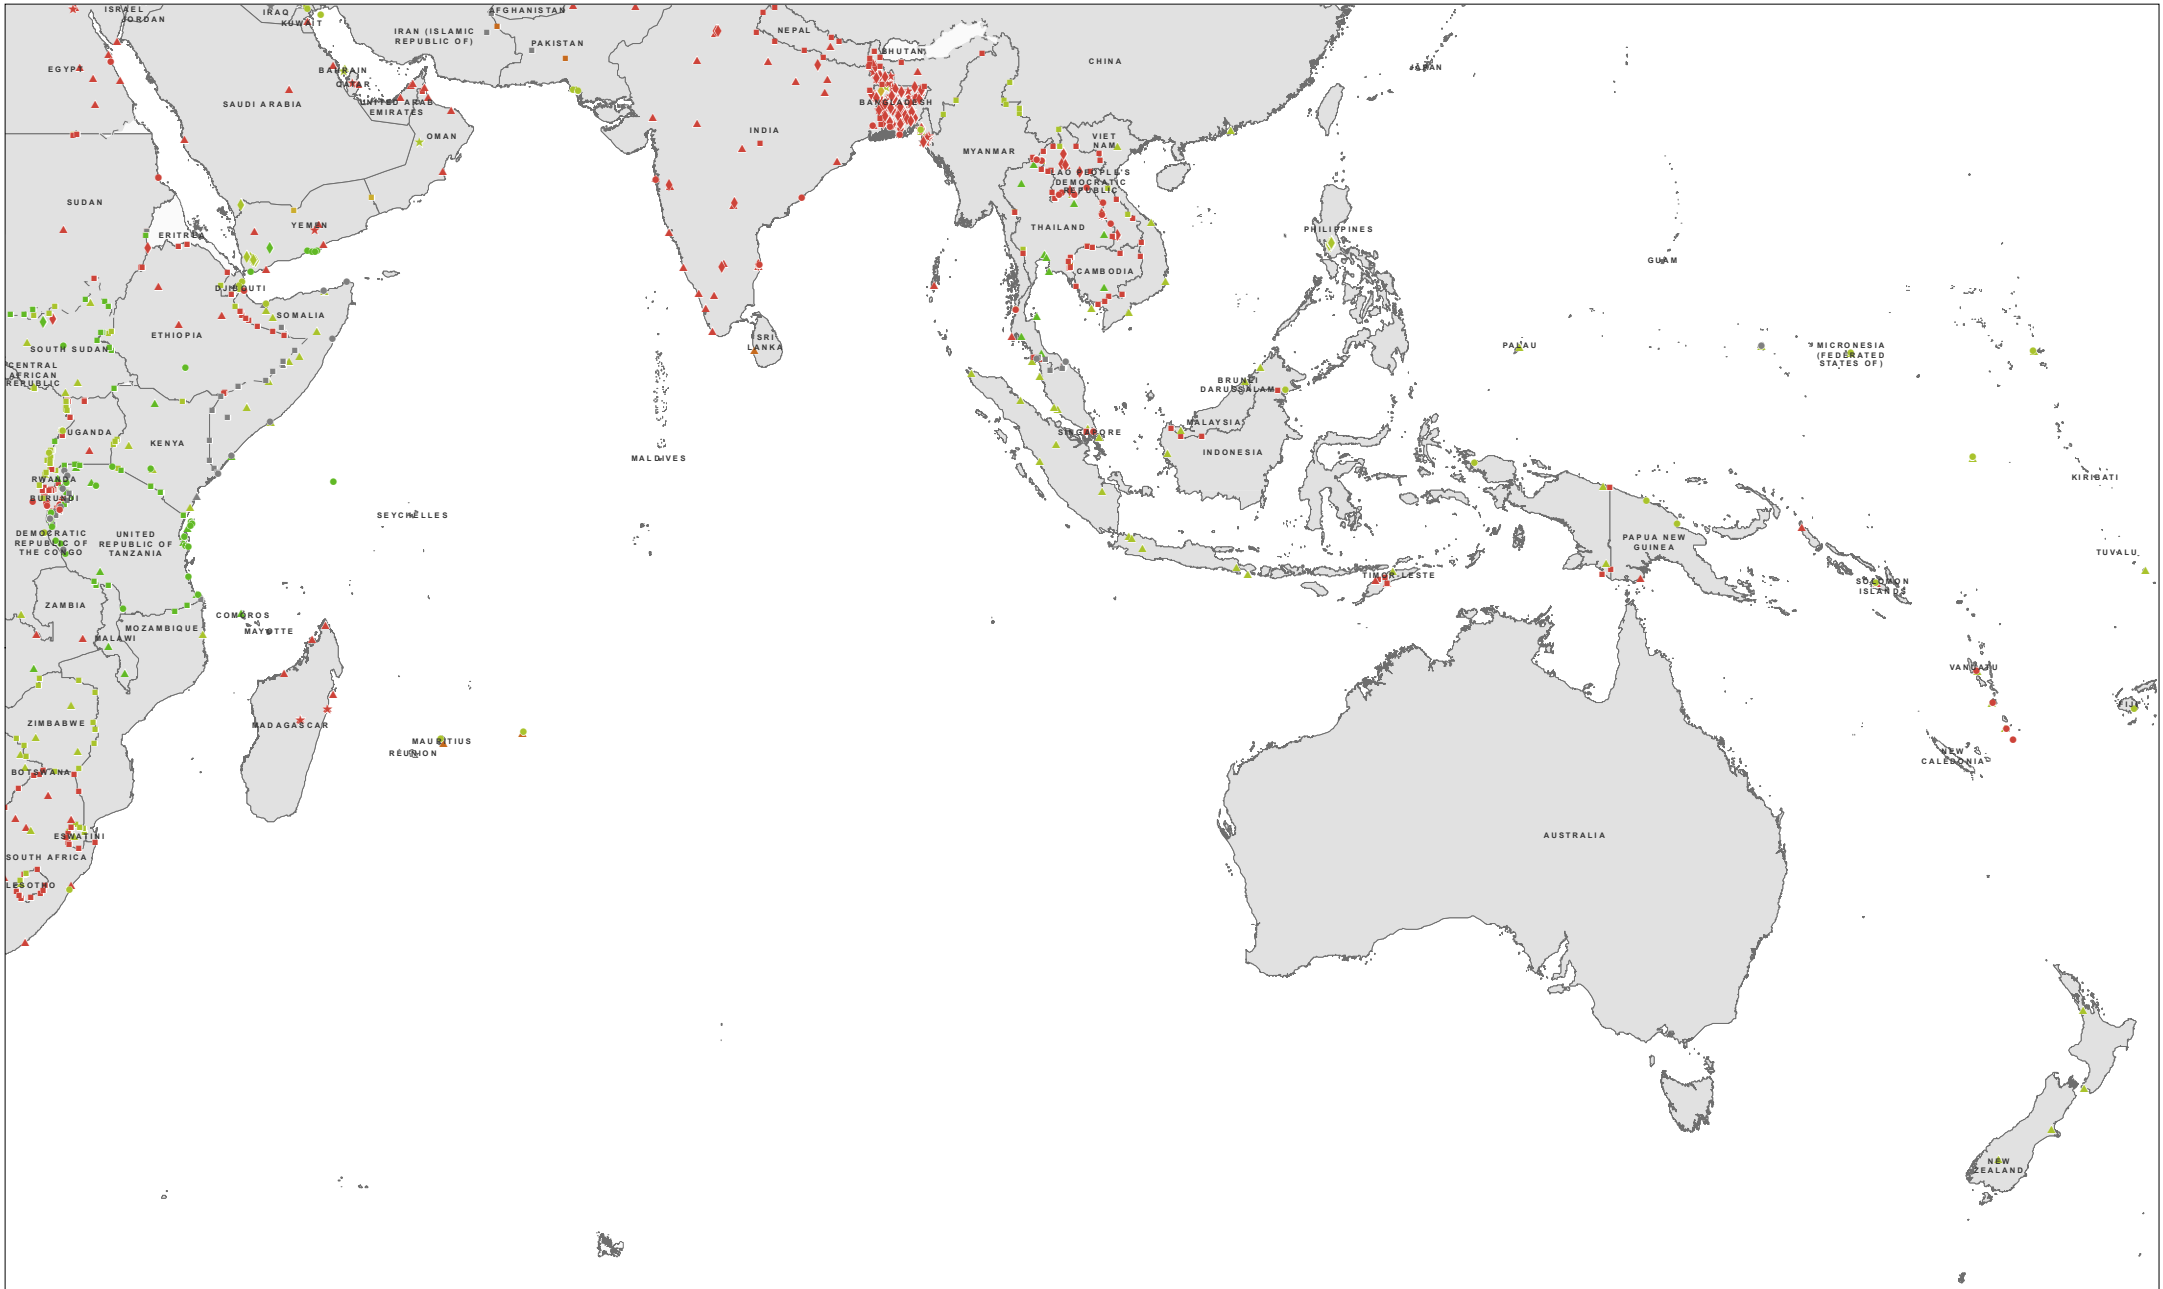 ISRAEL
JORDAN
IRAQ
KUWAIT
IRAN (ISLAMIC
REPUBLIC OF)
AFGHANISTAN
PAKISTAN
NEPAL
BHUTAN
CHINA
JAPAN
EGYPT
BAHRAIN
QATAR
SAUDI ARABIA
UNITED ARAB
EMIRATES
OMAN
INDIA
BANGLADESH
MYANMAR
VIET
NAM
LAO PEOPLE'S
DEMOCRATIC
REPUBLIC
SUDAN
ERITREA
YEMEN
THAILAND
CAMBODIA
PHILIPPINES
GUAM
DJIBOUTI
SOMALIA
ETHIOPIA
SOUTH SUDAN
CENTRAL
AFRICAN
REPUBLIC
SRI
LANKA
PALAU
MICRONESIA
(FEDERATED
STATES OF)
BRUNEI
DARUSSALAM
MALAYSIA
UGANDA
KENYA
MALDIVES
SINGAPORE
INDONESIA
RWANDA
BURUNDI
KIRIBATI
SEYCHELLES
DEMOCRATIC
REPUBLIC OF
THE CONGO
UNITED
REPUBLIC OF
TANZANIA
PAPUA NEW
GUINEA
TUVALU
TIMOR-LESTE
SOLOMON
ISLANDS
ZAMBIA
COMOROS
MAYOTTE
MOZAMBIQUE
MALAWI
VANUATU
FIJI
ZIMBABWE
MADAGASCAR
MAURITIUS
RÉUNION
NEW
CALEDONIA
BOTSWANA
ESWATINI
SOUTH AFRICA
LESOTHO
AUSTRALIA
NEW
ZEALAND